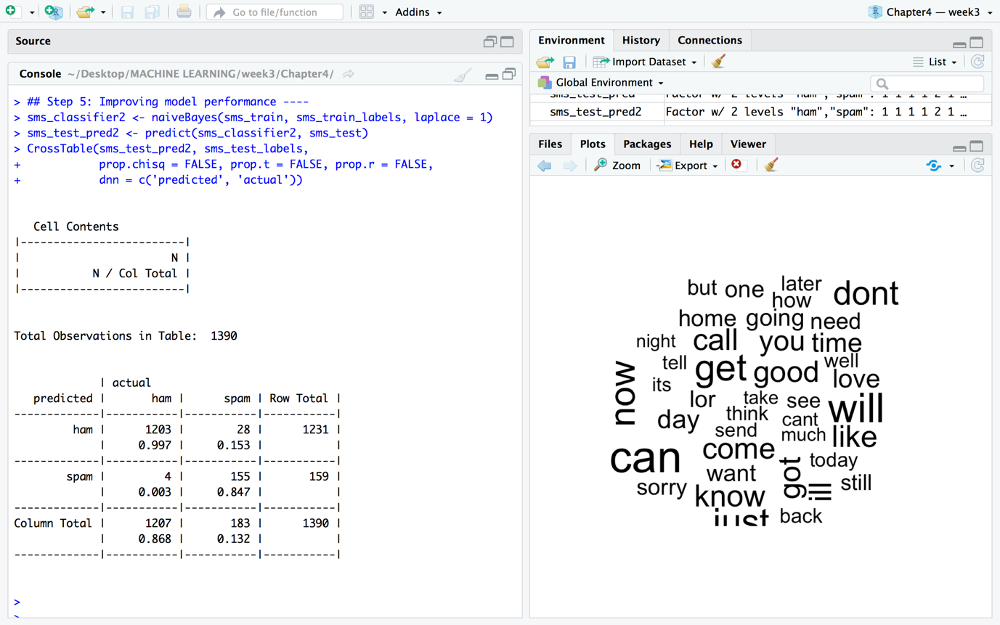 Go to file/function
Addins
Chapter4 — week3
Source
Console ~/Desktop/MACHINE LEARNING/week3/Chapter4/
> ## Step 5: Improving model performance ----
> sms_classifier2 <- naiveBayes(sms_train, sms_train_labels, laplace = 1)
> sms_test_pred2 <- predict(sms_classifier2, sms_test)
> CrossTable(sms_test_pred2, sms_test_labels,
+            prop.chisq = FALSE, prop.t = FALSE, prop.r = FALSE,
+            dnn = c('predicted', 'actual'))
   Cell Contents
|-------------------------|
|                       N |
|           N / Col Total |
|-------------------------|
Total Observations in Table:  1390
             | actual
   predicted |       ham |      spam | Row Total |
-------------|-----------|-----------|-----------|
         ham |      1203 |        28 |      1231 |
             |     0.997 |     0.153 |           |
-------------|-----------|-----------|-----------|
        spam |         4 |       155 |       159 |
             |     0.003 |     0.847 |           |
-------------|-----------|-----------|-----------|
Column Total |      1207 |       183 |      1390 |
             |     0.868 |     0.132 |           |
-------------|-----------|-----------|-----------|
>
>
Environment History Connections
Import Dataset List
Global Environment
sms_test_pred Factor w/ 2 levels "ham","spam": 1 1 1 1 2 1 …
sms_test_pred2 Factor w/ 2 levels "ham","spam": 1 1 1 1 2 1 …
Files Plots Packages Help Viewer
Zoom Export
but one later dont
how
home going need
night call you time
tell get good well
now its love
lor take see will
day think cant
send much like
can come got today
want ill still
sorry know
just back